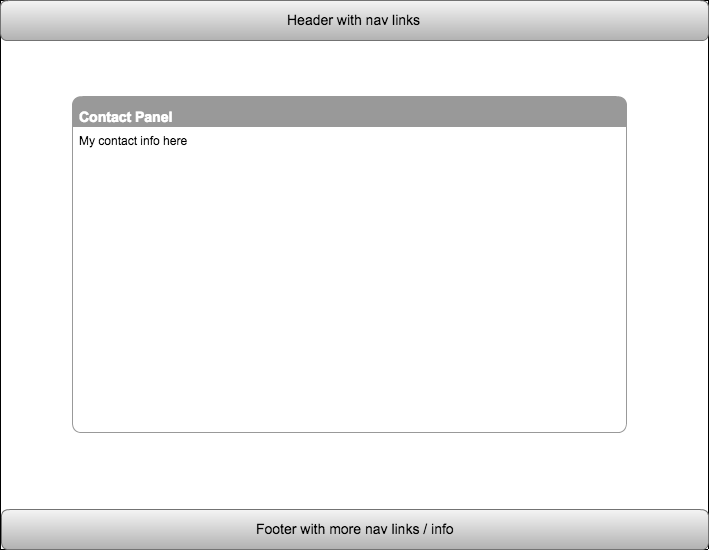 Header with nav links
Contact Panel
My contact info here
Footer with more nav links / info